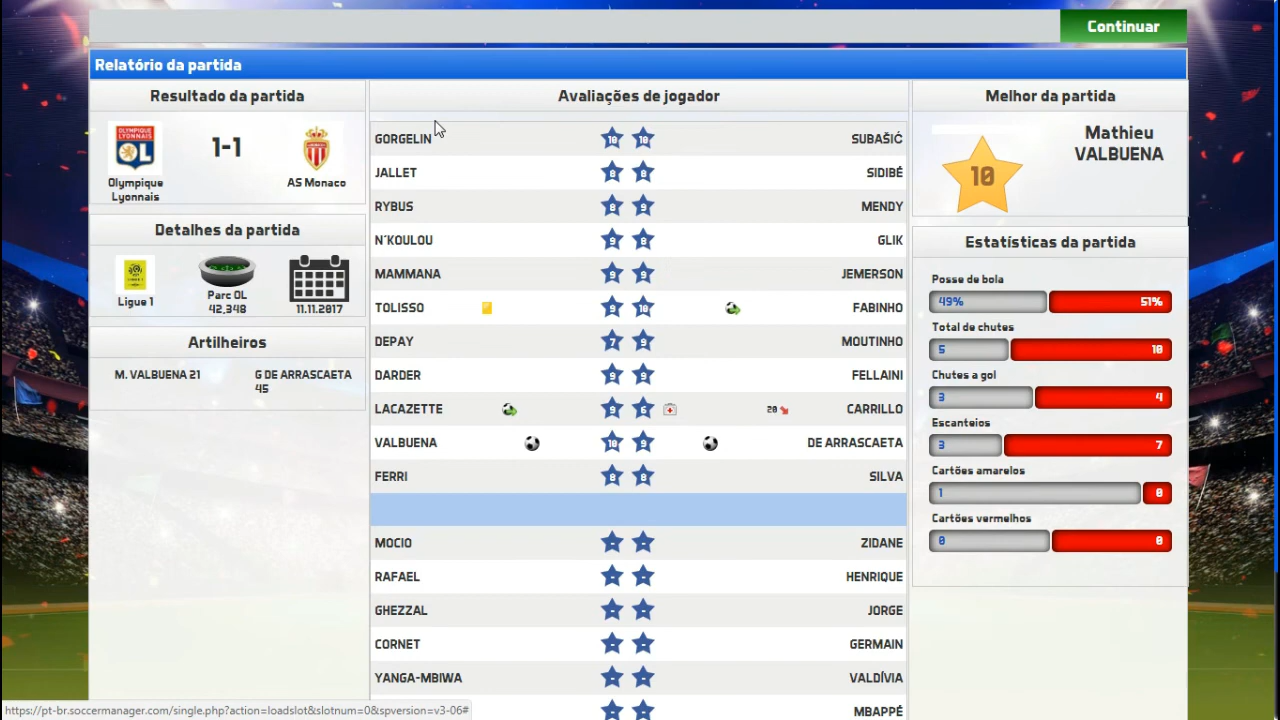 Continuar
Relatório da partida
Resultado da partida
OLYMPIQUE
LYONNAIS
OL
1-1
Olympique
Lyonnais
AS Monaco
Detalhes da partida
Ligue 1
Parc OL
42,348
11.11.2017
Artilheiros
M. VALBUENA 21
G DE ARRASCAETA
45
Avaliações de jogador
GORGELIN 10 10 SUBAŠIĆ
JALLET 8 8 SIDIBÉ
RYBUS 8 9 MENDY
N'KOULOU 9 8 GLIK
MAMMANA 9 9 JEMERSON
TOLISSO 9 10 FABINHO
DEPAY 7 9 MOUTINHO
DARDER 9 9 FELLAINI
LACAZETTE 9 6 20 CARRILLO
VALBUENA 10 9 DE ARRASCAETA
FERRI 8 8 SILVA
MOCIO - - ZIDANE
RAFAEL - - HENRIQUE
GHEZZAL - - JORGE
CORNET - - GERMAIN
YANGA-MBIWA - - VALDÍVIA
- - MBAPPÉ
Melhor da partida
10
Mathieu
VALBUENA
Estatísticas da partida
Posse de bola
49% 51%
Total de chutes
5 10
Chutes a gol
3 4
Escanteios
3 7
Cartões amarelos
1 0
Cartões vermelhos
0 0
https://pt-br.soccermanager.com/single.php?action=loadslot&slotnum=0&spversion=v3-06#